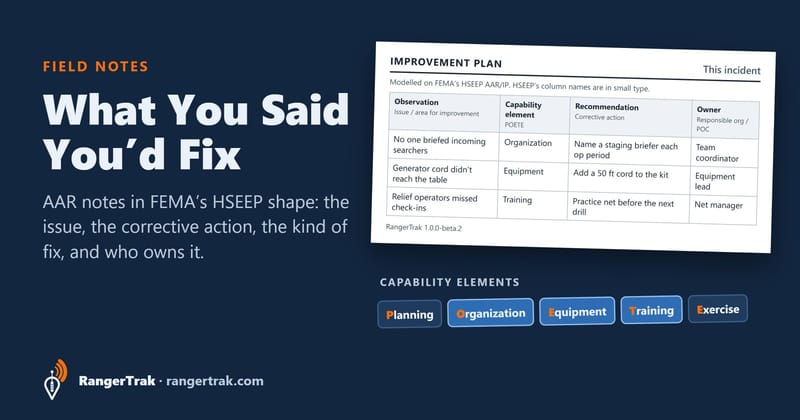 FIELD NOTES
What You Said
You'd Fix
AAR notes in FEMA's HSEEP shape: the
issue, the corrective action, the kind of
fix, and who owns it.
RangerTrak · rangertrak.com
IMPROVEMENT PLAN
This incident
Modelled on FEMA's HSEEP AAR/IP. HSEEP's column names are in small type.
Observation
Issue / area for improvement
Capability
element
POETE
Recommendation
Corrective action
Owner
Responsible org /
POC
No one briefed incoming
searchers
Organization
Name a staging briefer each
op period
Team
coordinator
Generator cord didn't
reach the table
Equipment
Add a 50 ft cord to the kit
Equipment
lead
Relief operators missed
check-ins
Training
Practice net before the next
drill
Net manager
RangerTrak 1.0.0-beta.2
CAPABILITY ELEMENTS
Planning
Organization
Equipment
Training
Exercise